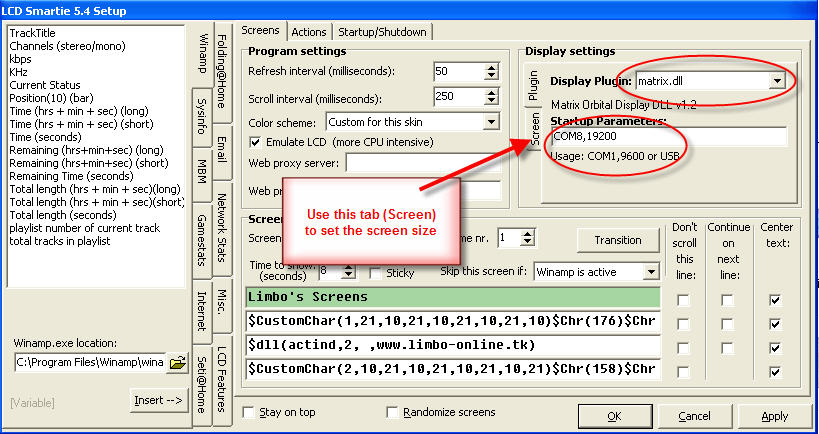 LCD Smartie 5.4 Setup
TrackTitle
Channels (stereo/mono)
kbps
KHz
Current Status
Position(10) (bar)
Time (hrs + min + sec) (long)
Time (hrs + min + sec) (short)
Time (seconds)
Remaining (hrs+min+sec) (long)
Remaining (hrs+min+sec) (short)
Remaining Time (seconds)
Total length (hrs + min + sec)(long)
Total length (hrs + min + sec)(short)
Total length (seconds)
playlist number of current track
total tracks in playlist
Winamp.exe location:
C:\Program Files\Winamp\wina
[Variable]
Insert -->
Winamp
Sysinfo
MBM
Gamestats
Internet
Seti@Home
Folding@Home
Email
Network Stats
Misc.
LCD Features
Screens
Actions
Startup/Shutdown
Program settings
Refresh interval (milliseconds):
50
Scroll interval (milliseconds):
250
Color scheme:
Custom for this skin
Emulate LCD (more CPU intensive)
Web proxy server:
Web
Display settings
Plugin
Screen
Display Plugin:
matrix.dll
Matrix Orbital Display DLL v1.2
Startup Parameters:
COM8,19200
Usage: COM1,9600 or USB
Use this tab (Screen)
to set the screen size
Screen
nr.
1
Transition
Time to show:
(seconds)
8
Sticky
Skip this screen if:
Winamp is active
Don't
scroll
this
line:
Continue
on
next
line:
Center
text:
Limbo's Screens
$CustomChar(1,21,10,21,10,21,10,21,10)$Chr(176)$Chr
$dll(actind,2, ,www.limbo-online.tk)
$CustomChar(2,10,21,10,21,10,21,10,21)$Chr(158)$Chr
Stay on top
Randomize screens
OK
Cancel
Apply